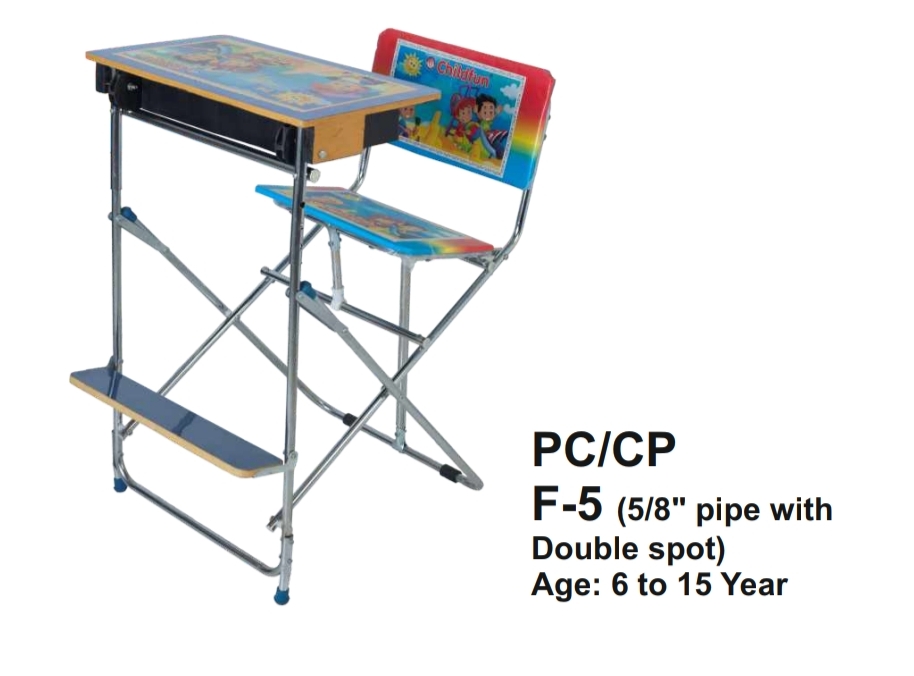 Childfun
PC/CP
F-5 (5/8" pipe with
Double spot)
Age: 6 to 15 Year